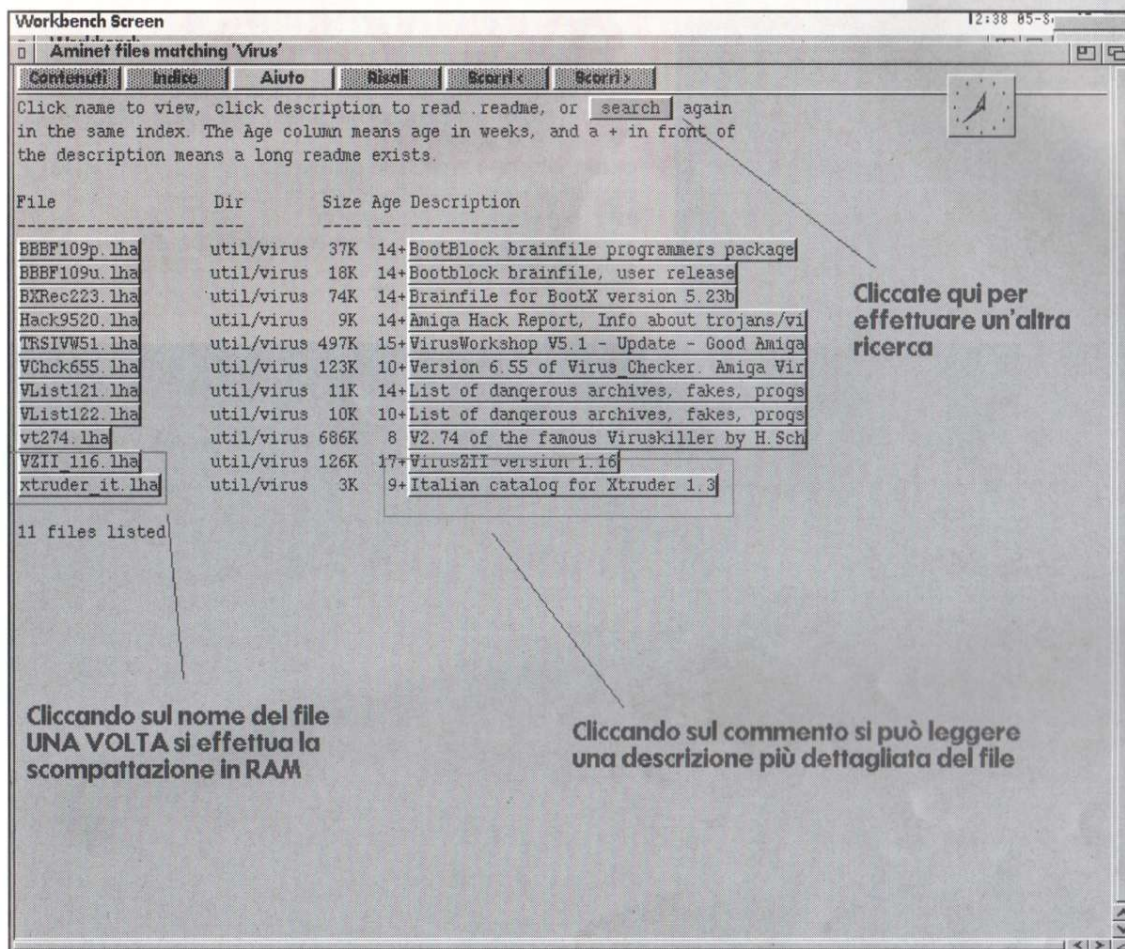 Workbench Screen
12:38 05-S
Workbench
Aminet files matching 'Virus'
Contenuti Indice Aiuto Risali Scorri < Scorri >
Click name to view, click description to read .readme, or search again
in the same index. The Age column means age in weeks, and a + in front of
the description means a long readme exists.
File Dir Size Age Description
------------------- --- ---- --- -----------
BBBF109p.lha util/virus 37K 14+BootBlock brainfile programmers package
BBBF109u.lha util/virus 18K 14+Bootblock brainfile, user release
BXRec223.lha util/virus 74K 14+Brainfile for BootX version 5.23b
Hack9520.lha util/virus 9K 14+Amiga Hack Report, Info about trojans/vi
TRSIVW51.lha util/virus 497K 15+VirusWorkshop V5.1 - Update - Good Amiga
VChck655.lha util/virus 123K 10+Version 6.55 of Virus_Checker. Amiga Vir
VList121.lha util/virus 11K 14+List of dangerous archives, fakes, progs
VList122.lha util/virus 10K 10+List of dangerous archives, fakes, progs
vt274.lha util/virus 686K 8 V2.74 of the famous Viruskiller by H.Sch
VZII_116.lha util/virus 126K 17+VirusZII version 1.16
xtruder_it.lha util/virus 3K 9+Italian catalog for Xtruder 1.3
11 files listed
Cliccate qui per
effettuare un'altra
ricerca
Cliccando sul nome del file
UNA VOLTA si effettua la
scompattazione in RAM
Cliccando sul commento si può leggere
una descrizione più dettagliata del file